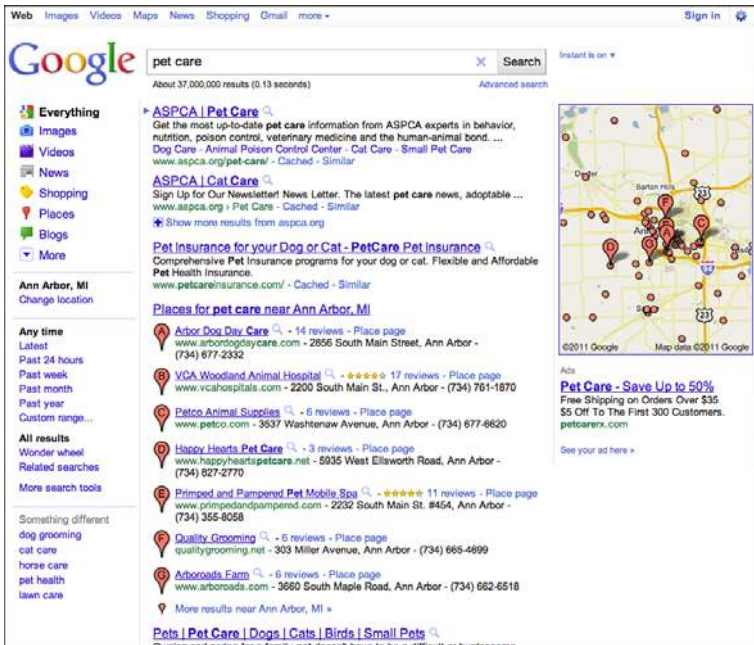 Web Images Videos Maps News Shopping Gmail more
Sign in
Google
pet care
Search
Instant is on
About 37,000,000 results (0.13 seconds)
Advanced search
Everything
Images
Videos
News
Shopping
Places
Blogs
More
Ann Arbor, MI
Change location
Any time
Latest
Past 24 hours
Past week
Past month
Past year
Custom range...
All results
Wonder wheel
Related searches
More search tools
Something different
dog grooming
cat care
horse care
pet health
lawn care
ASPCA | Pet Care
Get the most up-to-date pet care information from ASPCA experts in behavior,
nutrition, poison control, veterinary medicine and the human-animal bond. ...
Dog Care - Animal Poison Control Center - Cat Care - Small Pet Care
www.aspca.org/pet-care/ - Cached - Similar
ASPCA | Cat Care
Sign Up for Our Newsletter! News Letter. The latest pet care news, adoptable ...
www.aspca.org › Pet Care - Cached - Similar
Show more results from aspca.org
Pet Insurance for your Dog or Cat - PetCare Pet Insurance
Comprehensive Pet Insurance programs for your dog or cat. Flexible and Affordable
Pet Health Insurance.
www.petcareinsurance.com/ - Cached - Similar
Places for pet care near Ann Arbor, MI
A Arbor Dog Day Care - 14 reviews - Place page
www.arbordogdaycare.com - 2856 South Main Street, Ann Arbor -
(734) 677-2332
B VCA Woodland Animal Hospital - 17 reviews - Place page
www.vcahospitals.com - 2200 South Main St., Ann Arbor - (734) 761-1870
C Petco Animal Supplies - 6 reviews - Place page
www.petco.com - 3537 Washtenaw Avenue, Ann Arbor - (734) 677-6620
D Happy Hearts Pet Care - 3 reviews - Place page
www.happyheartspetcare.net - 5935 West Ellsworth Road, Ann Arbor -
(734) 827-2770
E Primped and Pampered Pet Mobile Spa - 11 reviews - Place page
www.primpedandpampered.com - 2232 South Main St. #454, Ann Arbor -
(734) 355-8058
F Quality Grooming - 6 reviews - Place page
qualitygrooming.net - 303 Miller Avenue, Ann Arbor - (734) 665-4699
G Arboroads Farm - 6 reviews - Place page
www.arboroads.com - 3660 South Maple Road, Ann Arbor - (734) 662-6518
More results near Ann Arbor, MI »
Pets | Pet Care | Dogs | Cats | Birds | Small Pets
Barton Hills
23
F
A
C
D
G
94
23
©2011 Google
Map data ©2011 Google
Ads
Pet Care - Save Up to 50%
Free Shipping on Orders Over $35
$5 Off To The First 300 Customers.
petcarerx.com
See your ad here »